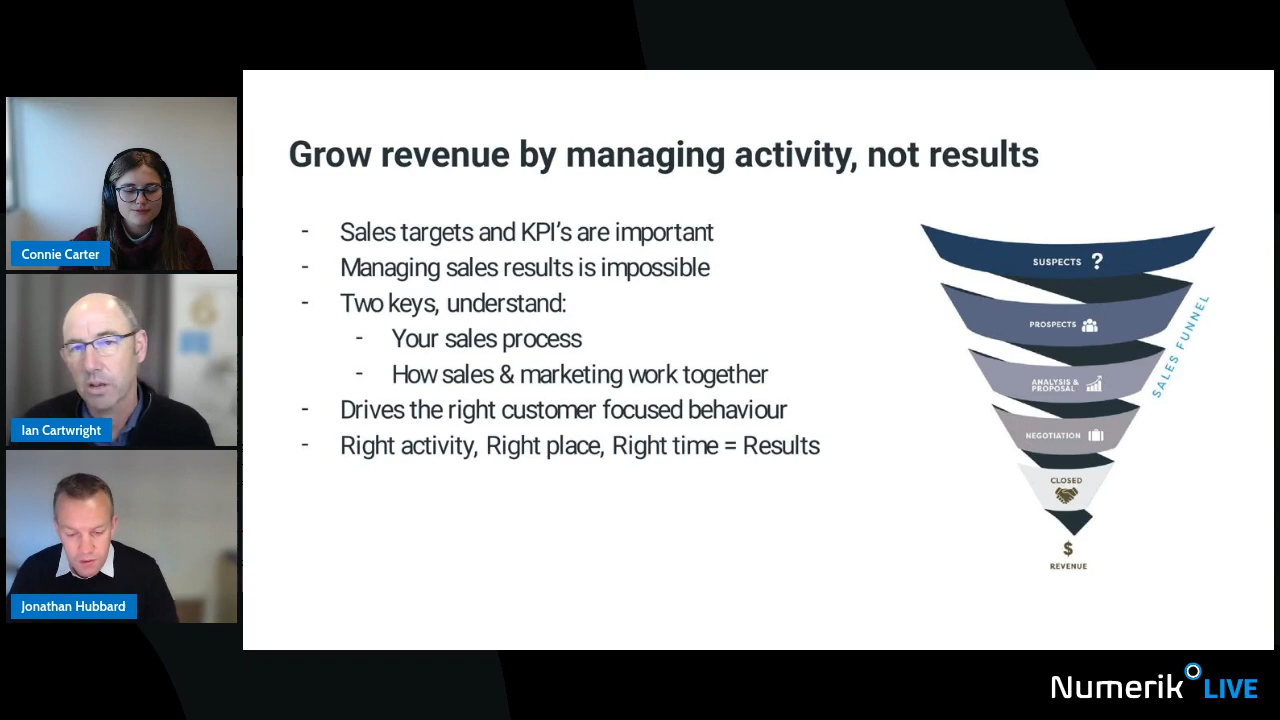 Connie Carter
Ian Cartwright
Jonathan Hubbard
Grow revenue by managing activity, not results
- Sales targets and KPI's are important
- Managing sales results is impossible
- Two keys, understand:
- Your sales process
- How sales & marketing work together
- Drives the right customer focused behaviour
- Right activity, Right place, Right time = Results
SUSPECTS ?
PROSPECTS
ANALYSIS &
PROPOSAL
NEGOTIATION
CLOSED
$
REVENUE
SALES FUNNEL
Numerik LIVE